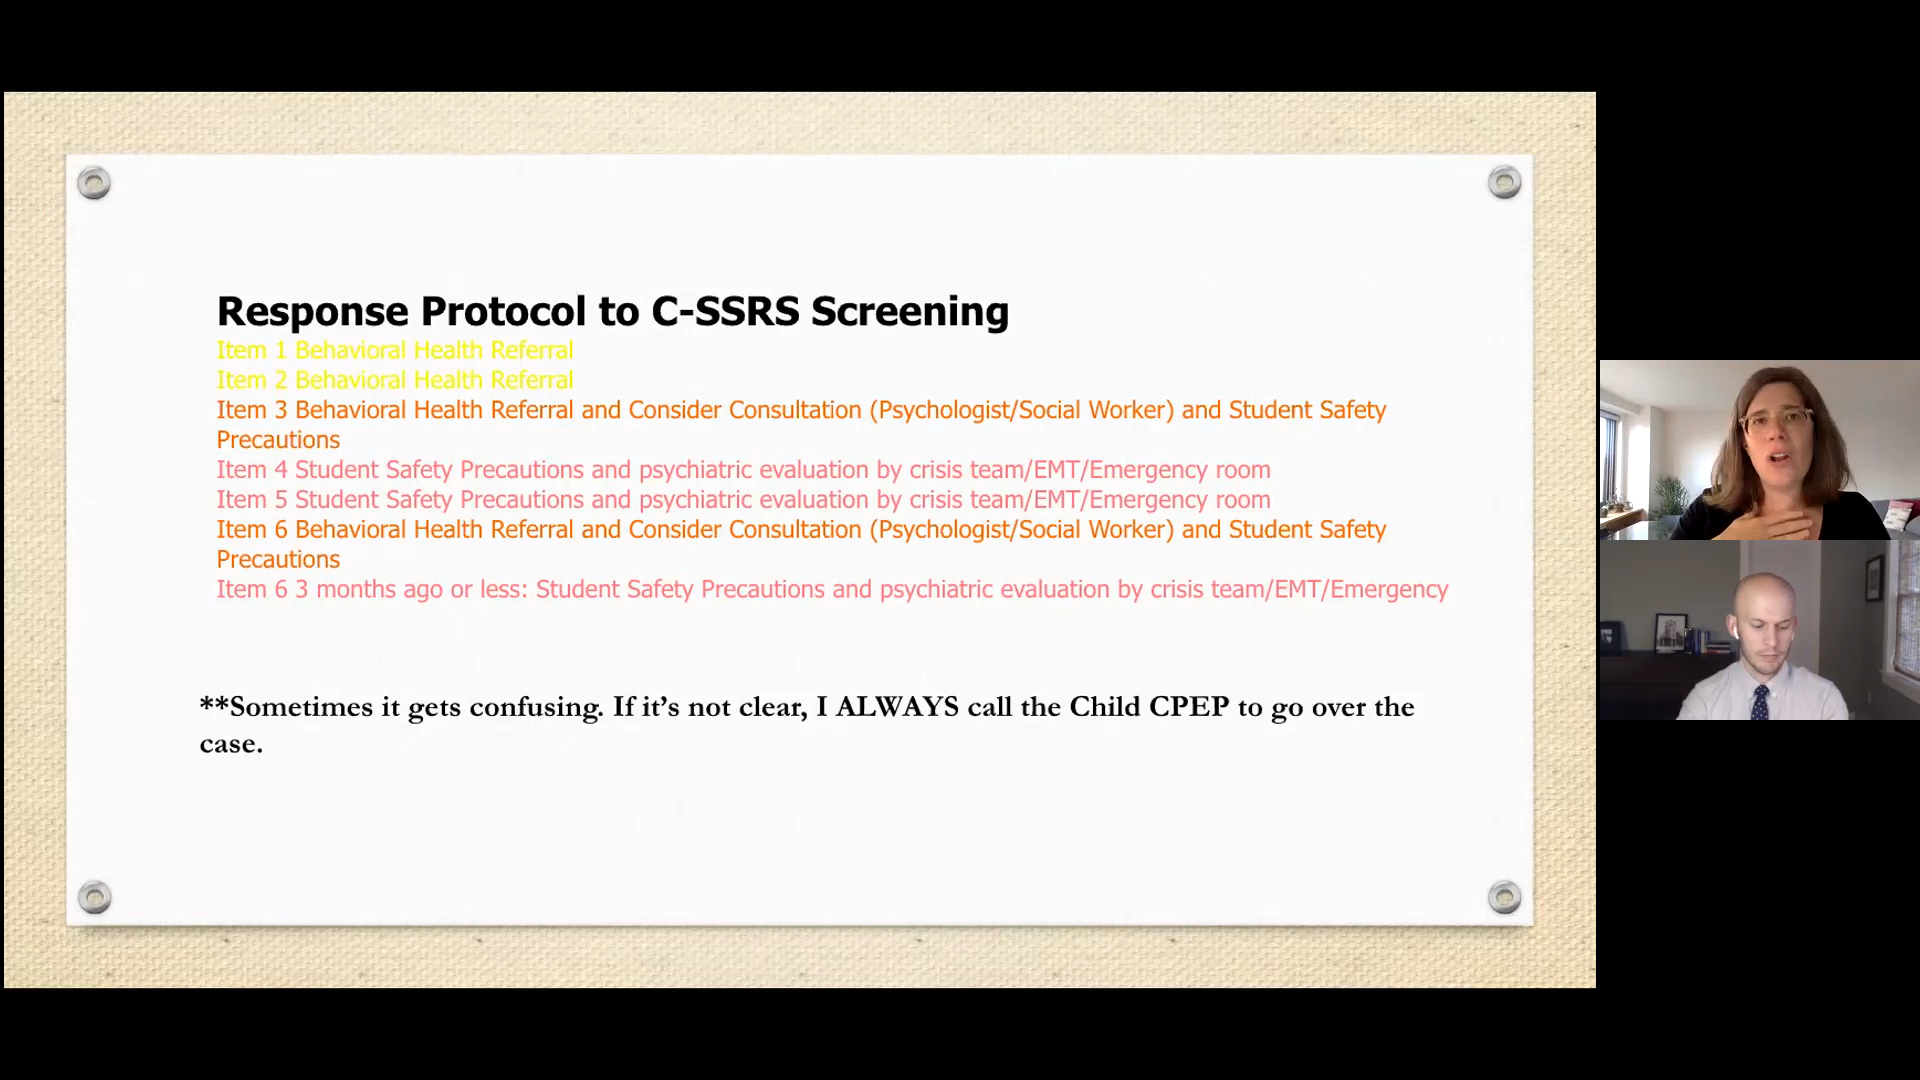 Response Protocol to C-SSRS Screening
Item 1 Behavioral Health Referral
Item 2 Behavioral Health Referral
Item 3 Behavioral Health Referral and Consider Consultation (Psychologist/Social Worker) and Student Safety
Precautions
Item 4 Student Safety Precautions and psychiatric evaluation by crisis team/EMT/Emergency room
Item 5 Student Safety Precautions and psychiatric evaluation by crisis team/EMT/Emergency room
Item 6 Behavioral Health Referral and Consider Consultation (Psychologist/Social Worker) and Student Safety
Precautions
Item 6 3 months ago or less: Student Safety Precautions and psychiatric evaluation by crisis team/EMT/Emergency
**Sometimes it gets confusing. If it’s not clear, I ALWAYS call the Child CPEP to go over the
case.